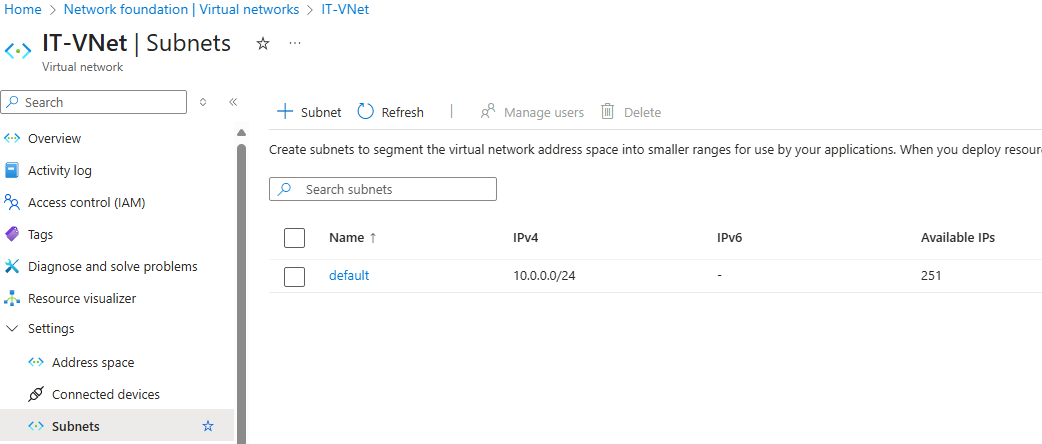 Home > Network foundation | Virtual networks > IT-VNet
IT-VNet | Subnets
Virtual network
Search
Overview
Activity log
Access control (IAM)
Tags
Diagnose and solve problems
Resource visualizer
Settings
Address space
Connected devices
Subnets
+ Subnet Refresh | Manage users Delete
Create subnets to segment the virtual network address space into smaller ranges for use by your applications. When you deploy resour
Search subnets
Name ↑ IPv4 IPv6 Available IPs
default 10.0.0.0/24 - 251